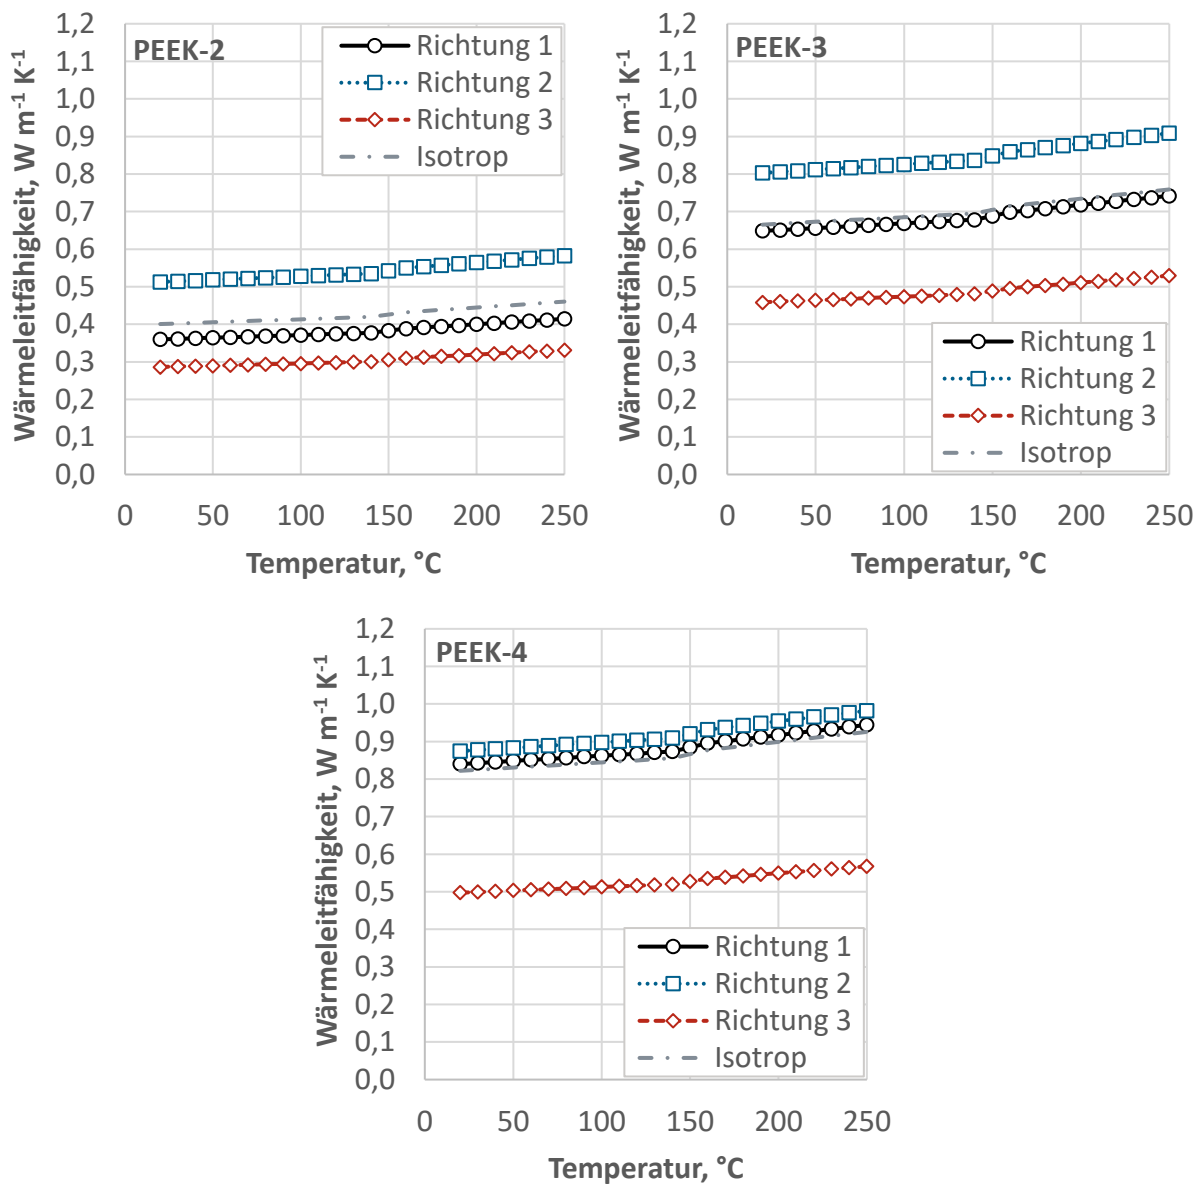 PEEK-2
Richtung 1
Richtung 2
Richtung 3
Isotrop
Wärmeleitfähigkeit, W m⁻¹ K⁻¹
1,2
1,1
1,0
0,9
0,8
0,7
0,6
0,5
0,4
0,3
0,2
0,1
0,0
0 50 100 150 200 250
Temperatur, °C
PEEK-3
Wärmeleitfähigkeit, W m⁻¹ K⁻¹
1,2
1,1
1,0
0,9
0,8
0,7
0,6
0,5
0,4
0,3
0,2
0,1
0,0
Richtung 1
Richtung 2
Richtung 3
Isotrop
0 50 100 150 200 250
Temperatur, °C
PEEK-4
Wärmeleitfähigkeit, W m⁻¹ K⁻¹
1,2
1,1
1,0
0,9
0,8
0,7
0,6
0,5
0,4
0,3
0,2
0,1
0,0
Richtung 1
Richtung 2
Richtung 3
Isotrop
0 50 100 150 200 250
Temperatur, °C